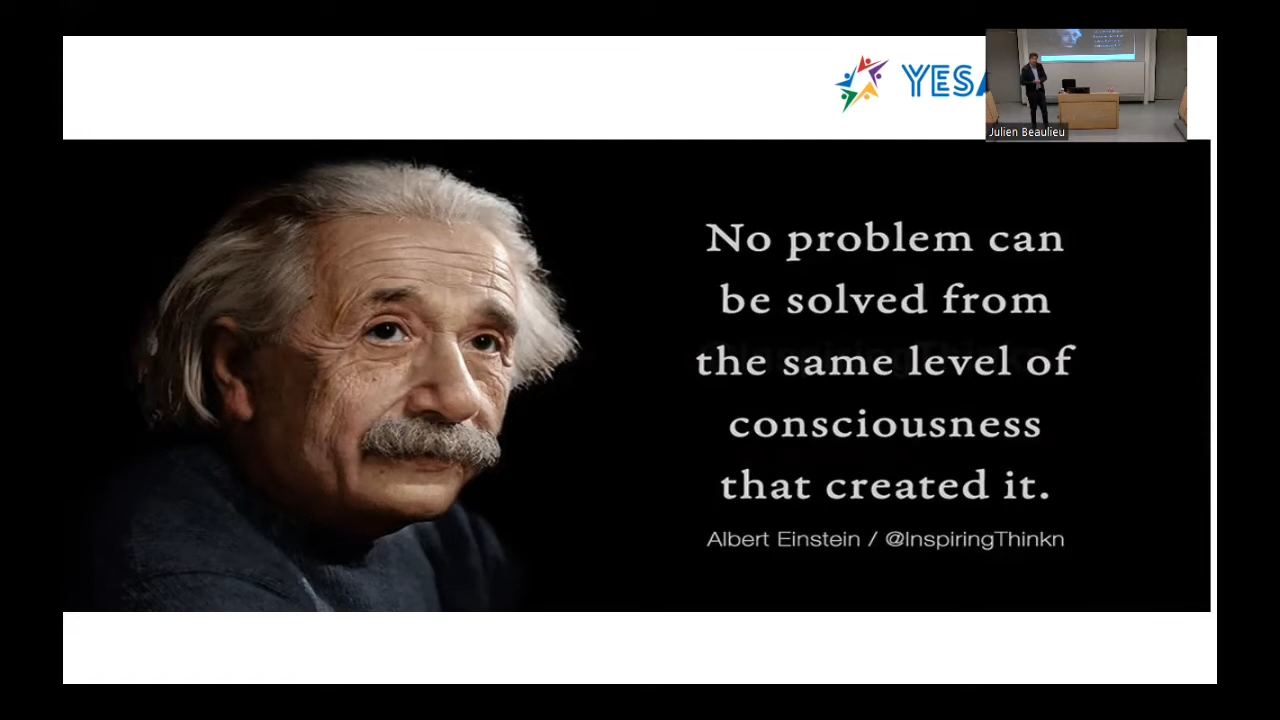 YES
Julien Beaulieu
No problem can
be solved from
the same level of
consciousness
that created it.
Albert Einstein / @InspiringThinkn